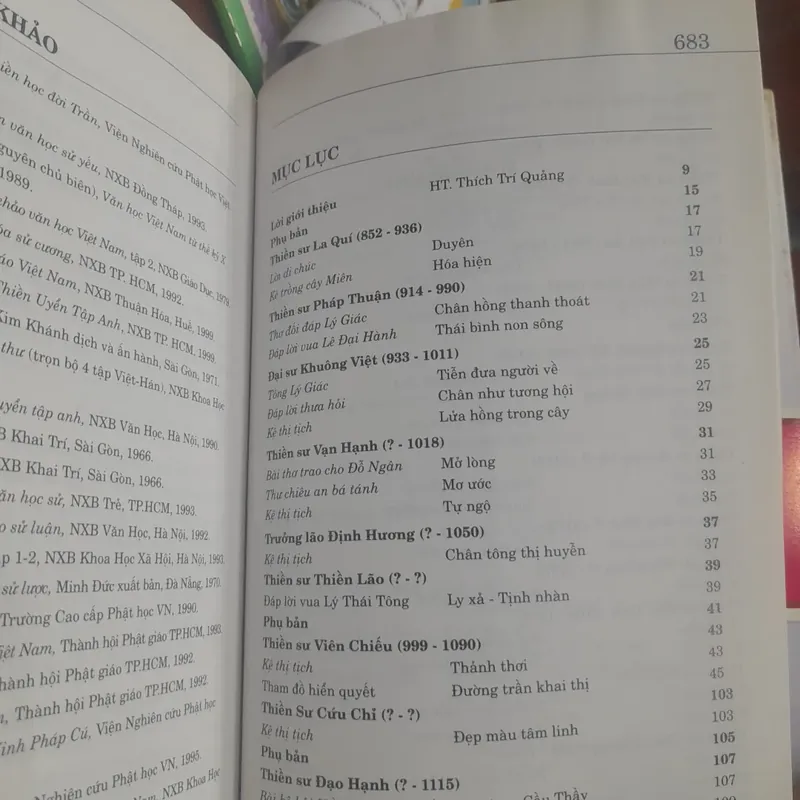 KHẢO
iền học đời Trần, Viện Nghiên cứu Phật học Việt
văn học sử yếu, NXB Đồng Tháp, 1993.
guyên chủ biên), Văn học Việt Nam từ thế kỷ X
1989.
khảo văn học Việt Nam, tập 2, NXB Giáo Dục, 1979.
óa sử cương, NXB TP. HCM, 1992.
áo Việt Nam, NXB Thuận Hóa, Huế, 1999.
Thiền Uyển Tập Anh, NXB TP. HCM, 1999.
Kim Khánh dịch và ấn hành, Sài Gòn, 1971.
thư (trọn bộ 4 tập Việt-Hán), NXB Khoa Học
uyển tập anh, NXB Văn Học, Hà Nội, 1990.
B Khai Trí, Sài Gòn, 1966.
XB Khai Trí, Sài Gòn, 1966.
ăn học sử, NXB Trẻ, TP.HCM, 1993.
o sử luận, NXB Văn Học, Hà Nội, 1992.
p 1-2, NXB Khoa Học Xã Hội, Hà Nội, 1993.
sử lược, Minh Đức xuất bản, Đà Nẵng, 1970.
Trường Cao cấp Phật học VN, 1990.
iệt Nam, Thành hội Phật giáo TP.HCM, 1993.
hành hội Phật giáo TP.HCM, 1992.
Thành hội Phật giáo TP.HCM, 1992.
inh Pháp Cú, Viện Nghiên cứu Phật học
Nghiên cứu Phật học VN, 1995.
NXB Khoa Học
683
MỤC LỤC
Lời giới thiệu HT. Thích Trí Quảng 9
Phụ bản 15
Thiền sư La Quí (852 - 936) 17
Lời di chúc Duyên 17
Kệ trồng cây Miên Hóa hiện 19
Thiền sư Pháp Thuận (914 - 990) 21
Thơ đối đáp Lý Giác Chân hồng thanh thoát 21
Đáp lời vua Lê Đại Hành Thái bình non sông 23
Đại sư Khuông Việt (933 - 1011) 25
Tống Lý Giác Tiễn đưa người về 25
Đáp lời thưa hỏi Chân như tương hội 27
Kệ thị tịch Lửa hồng trong cây 29
Thiền sư Vạn Hạnh (? - 1018) 31
Bài thơ trao cho Đỗ Ngân Mở lòng 31
Thư chiêu an bá tánh Mơ ước 33
Kệ thị tịch Tự ngộ 35
Trưởng lão Định Hương (? - 1050) 37
Kệ thị tịch Chân tông thị huyễn 37
Thiền sư Thiền Lão (? - ?) 39
Đáp lời vua Lý Thái Tông Ly xả - Tịnh nhàn 39
Phụ bản 41
Thiền sư Viên Chiếu (999 - 1090) 43
Kệ thị tịch Thảnh thơi 43
Tham đồ hiển quyết Đường trần khai thị 45
Thiền Sư Cứu Chỉ (? - ?) 103
Kệ thị tịch Đẹp màu tâm linh 103
Phụ bản 105
Thiền sư Đạo Hạnh (? - 1115) 107
Cầu Thầy 107